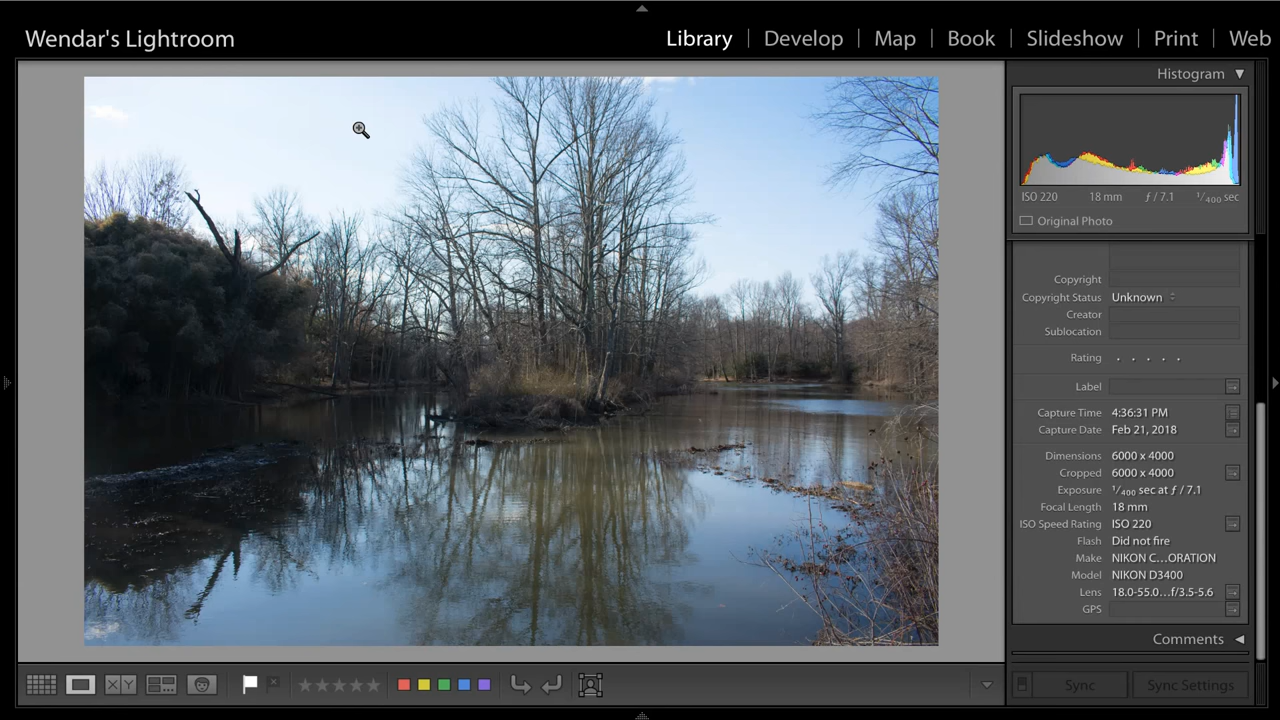 Wendar's Lightroom
Library | Develop | Map | Book | Slideshow | Print | Web
Histogram
ISO 220 18 mm ƒ / 7.1 1/400 sec
Original Photo
Copyright
Copyright Status Unknown
Creator
Sublocation
Rating . . . . .
Label
Capture Time 4:36:31 PM
Capture Date Feb 21, 2018
Dimensions 6000 x 4000
Cropped 6000 x 4000
Exposure 1/400 sec at ƒ / 7.1
Focal Length 18 mm
ISO Speed Rating ISO 220
Flash Did not fire
Make NIKON C...ORATION
Model NIKON D3400
Lens 18.0-55.0...f/3.5-5.6
GPS
Comments
X Y
Sync Sync Settings